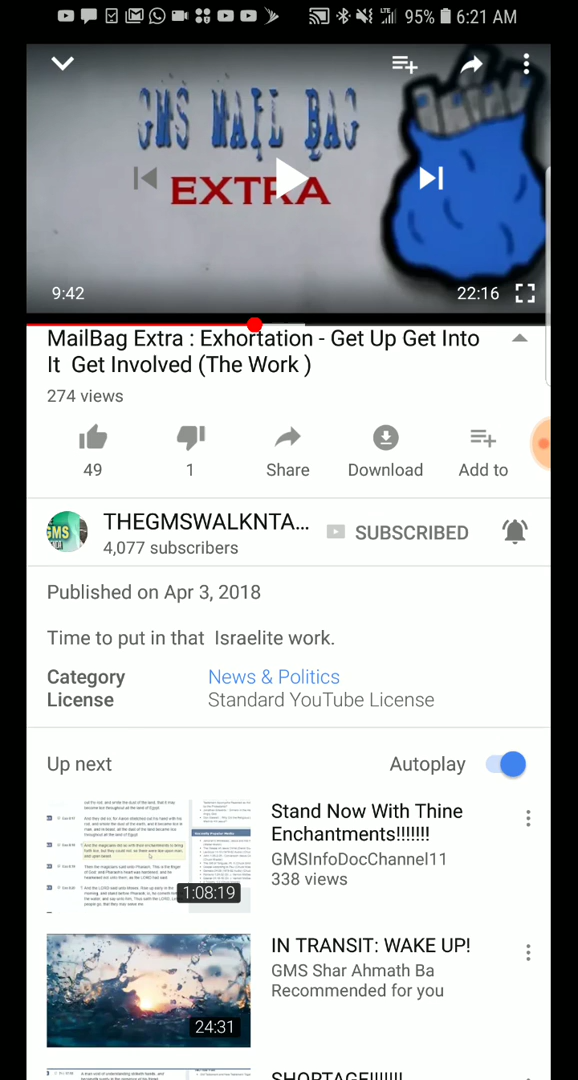 LTE 95% 6:21 AM
GMS MAIL BAG
EXTRA
9:42 22:16
MailBag Extra : Exhortation - Get Up Get Into
It Get Involved (The Work )
274 views
49 1 Share Download Add to
GMS
THEGMSWALKNTA... SUBSCRIBED
4,077 subscribers
Published on Apr 3, 2018
Time to put in that Israelite work.
Category News & Politics
License Standard YouTube License
Up next Autoplay
Stand Now With Thine
Enchantments!!!!!!!
GMSInfoDocChannel11
338 views
1:08:19
IN TRANSIT: WAKE UP!
GMS Shar Ahmath Ba
Recommended for you
24:31
SHORTAGE!!!!!!!